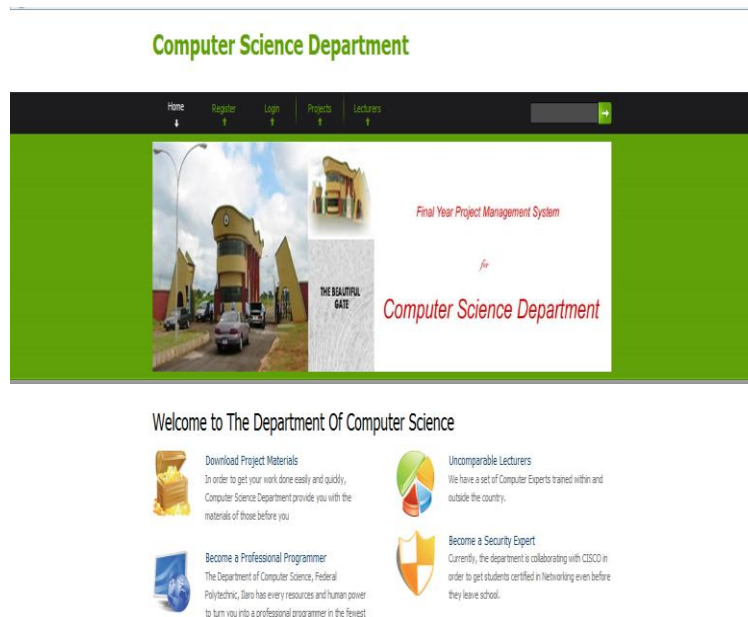 Computer Science Department
Home Register Login Projects Lecturers
Final Year Project Management System
for
THE BEAUTIFUL
GATE
Computer Science Department
Welcome to The Department Of Computer Science
Download Project Materials
In order to get your work done easily and quickly,
Computer Science Department provide you with the
materials of those before you
Uncomparable Lecturers
We have a set of Computer Experts trained within and
outside the country.
Become a Professional Programmer
The Department of Computer Science, Federal
Polytechnic, Ilaro has every resources and human power
to turn you into a professional programmer in the fewest
Become a Security Expert
Currently, the department is collaborating with CISCO in
order to get students certified in Networking even before
they leave school.